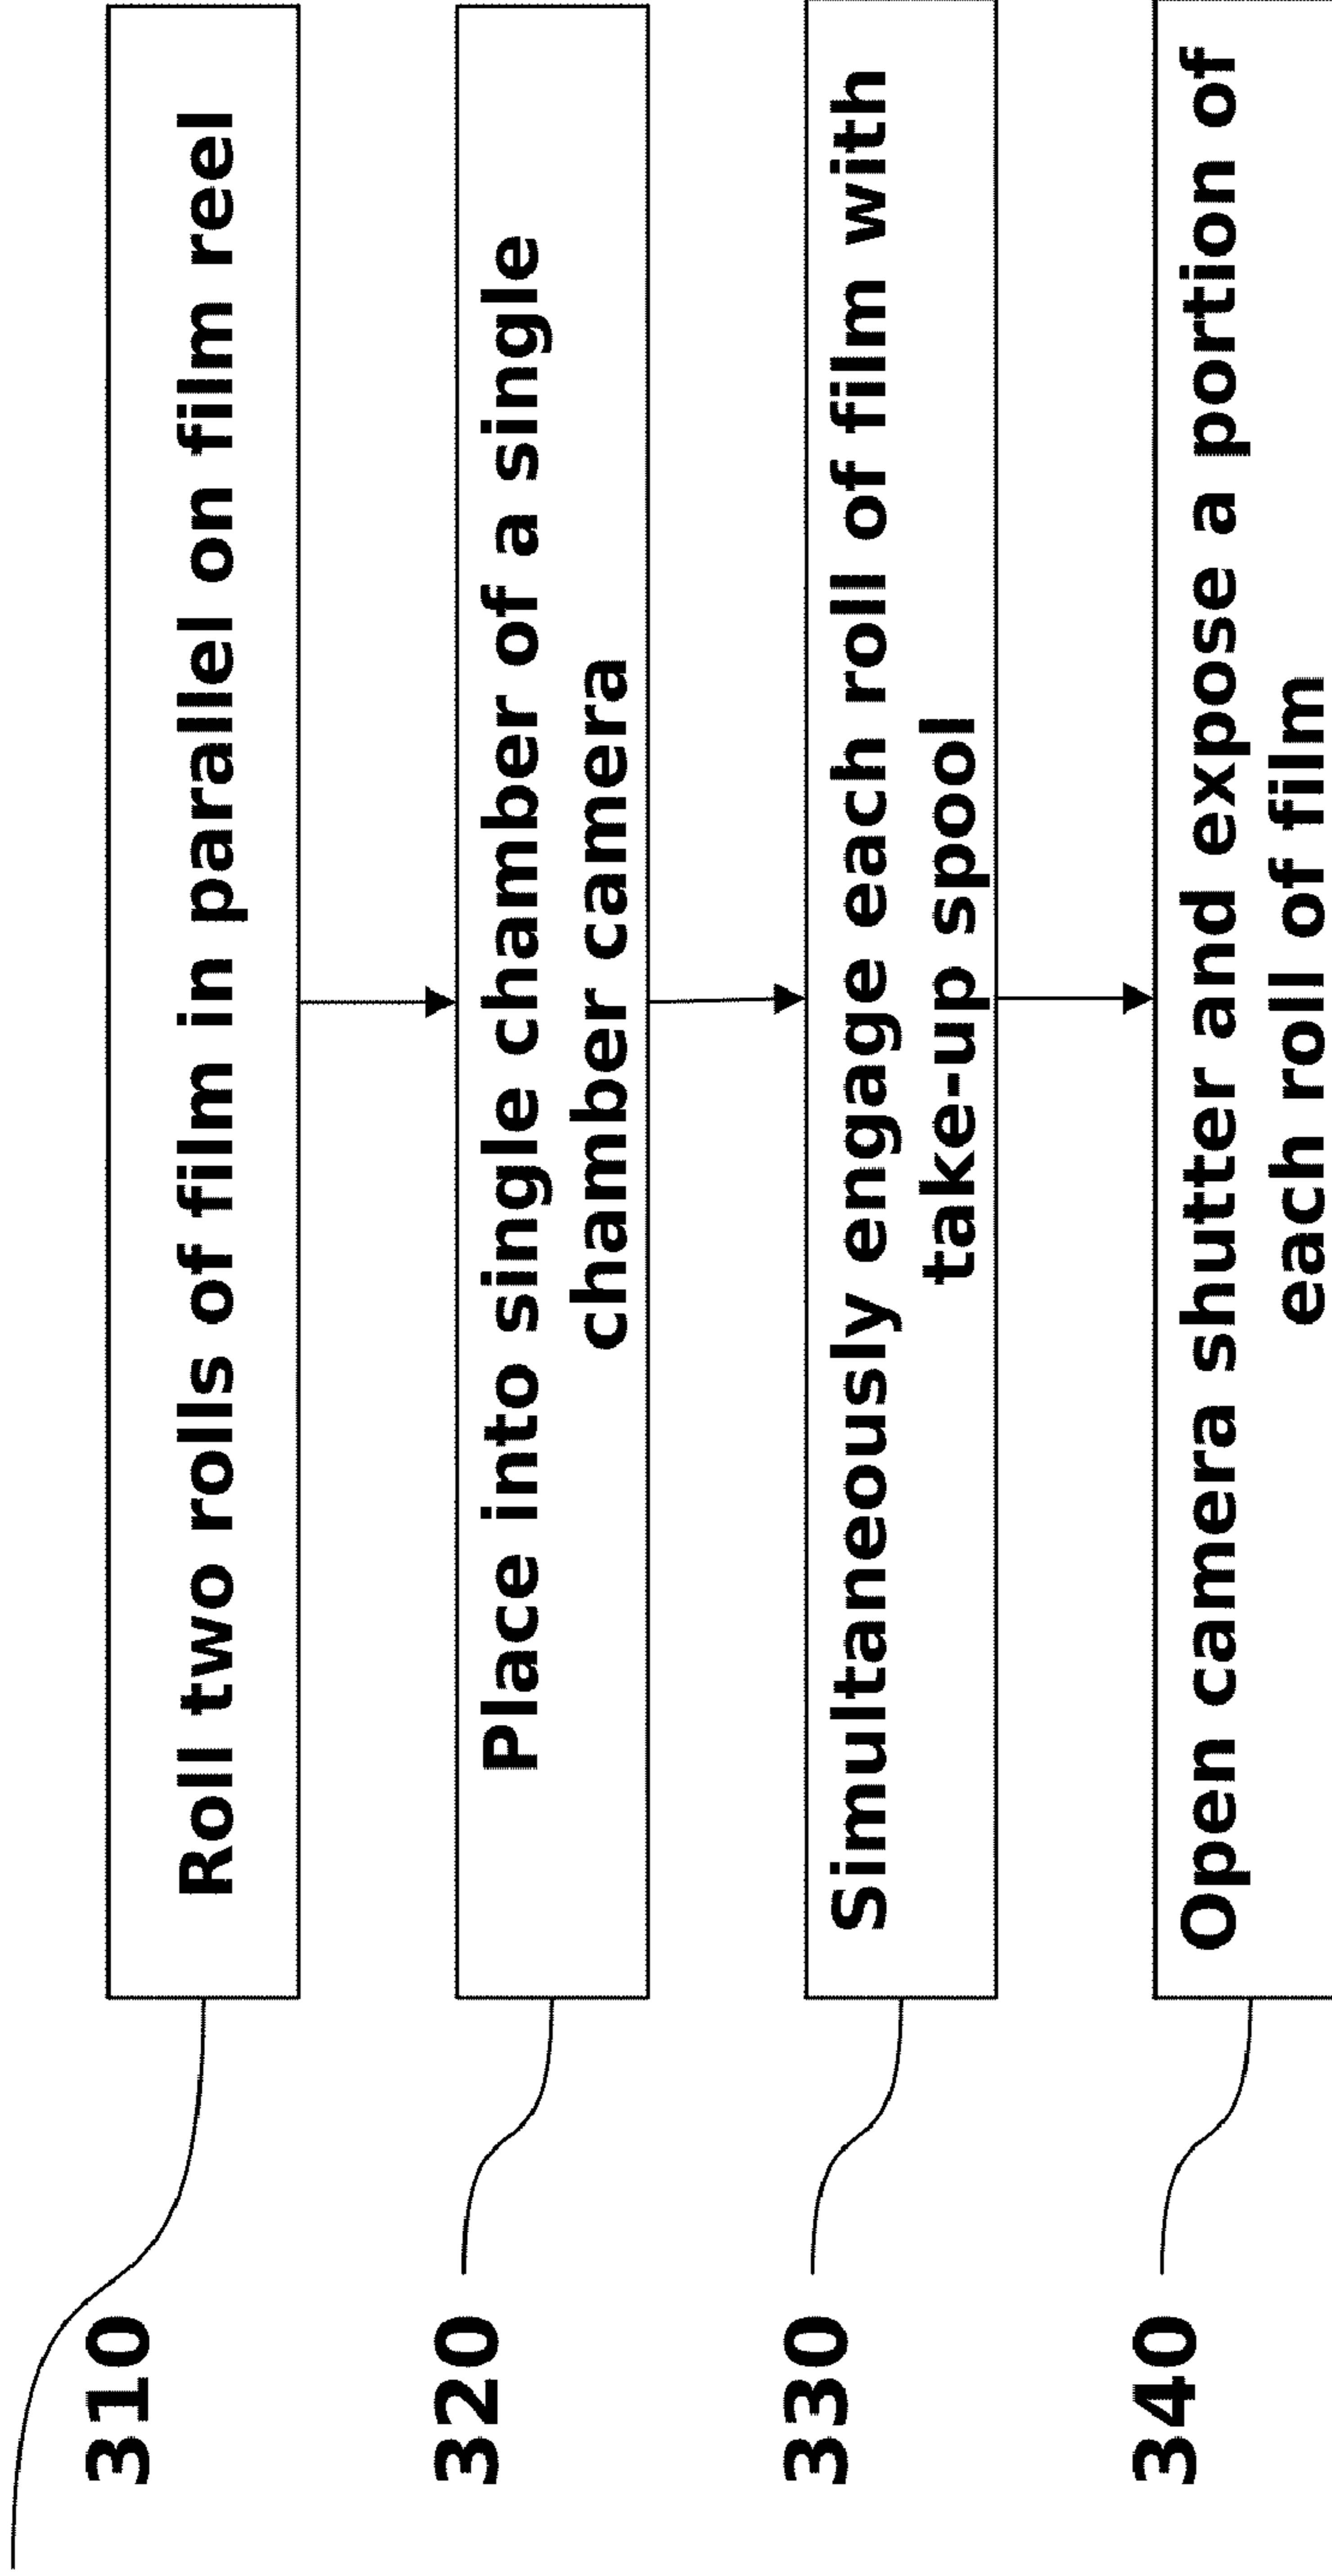 310
Roll two rolls of film in parallel on film reel
320
Place into single chamber of a single
chamber camera
330
Simultaneously engage each roll of film with
take-up spool
340
Open camera shutter and expose a portion of
each roll of film